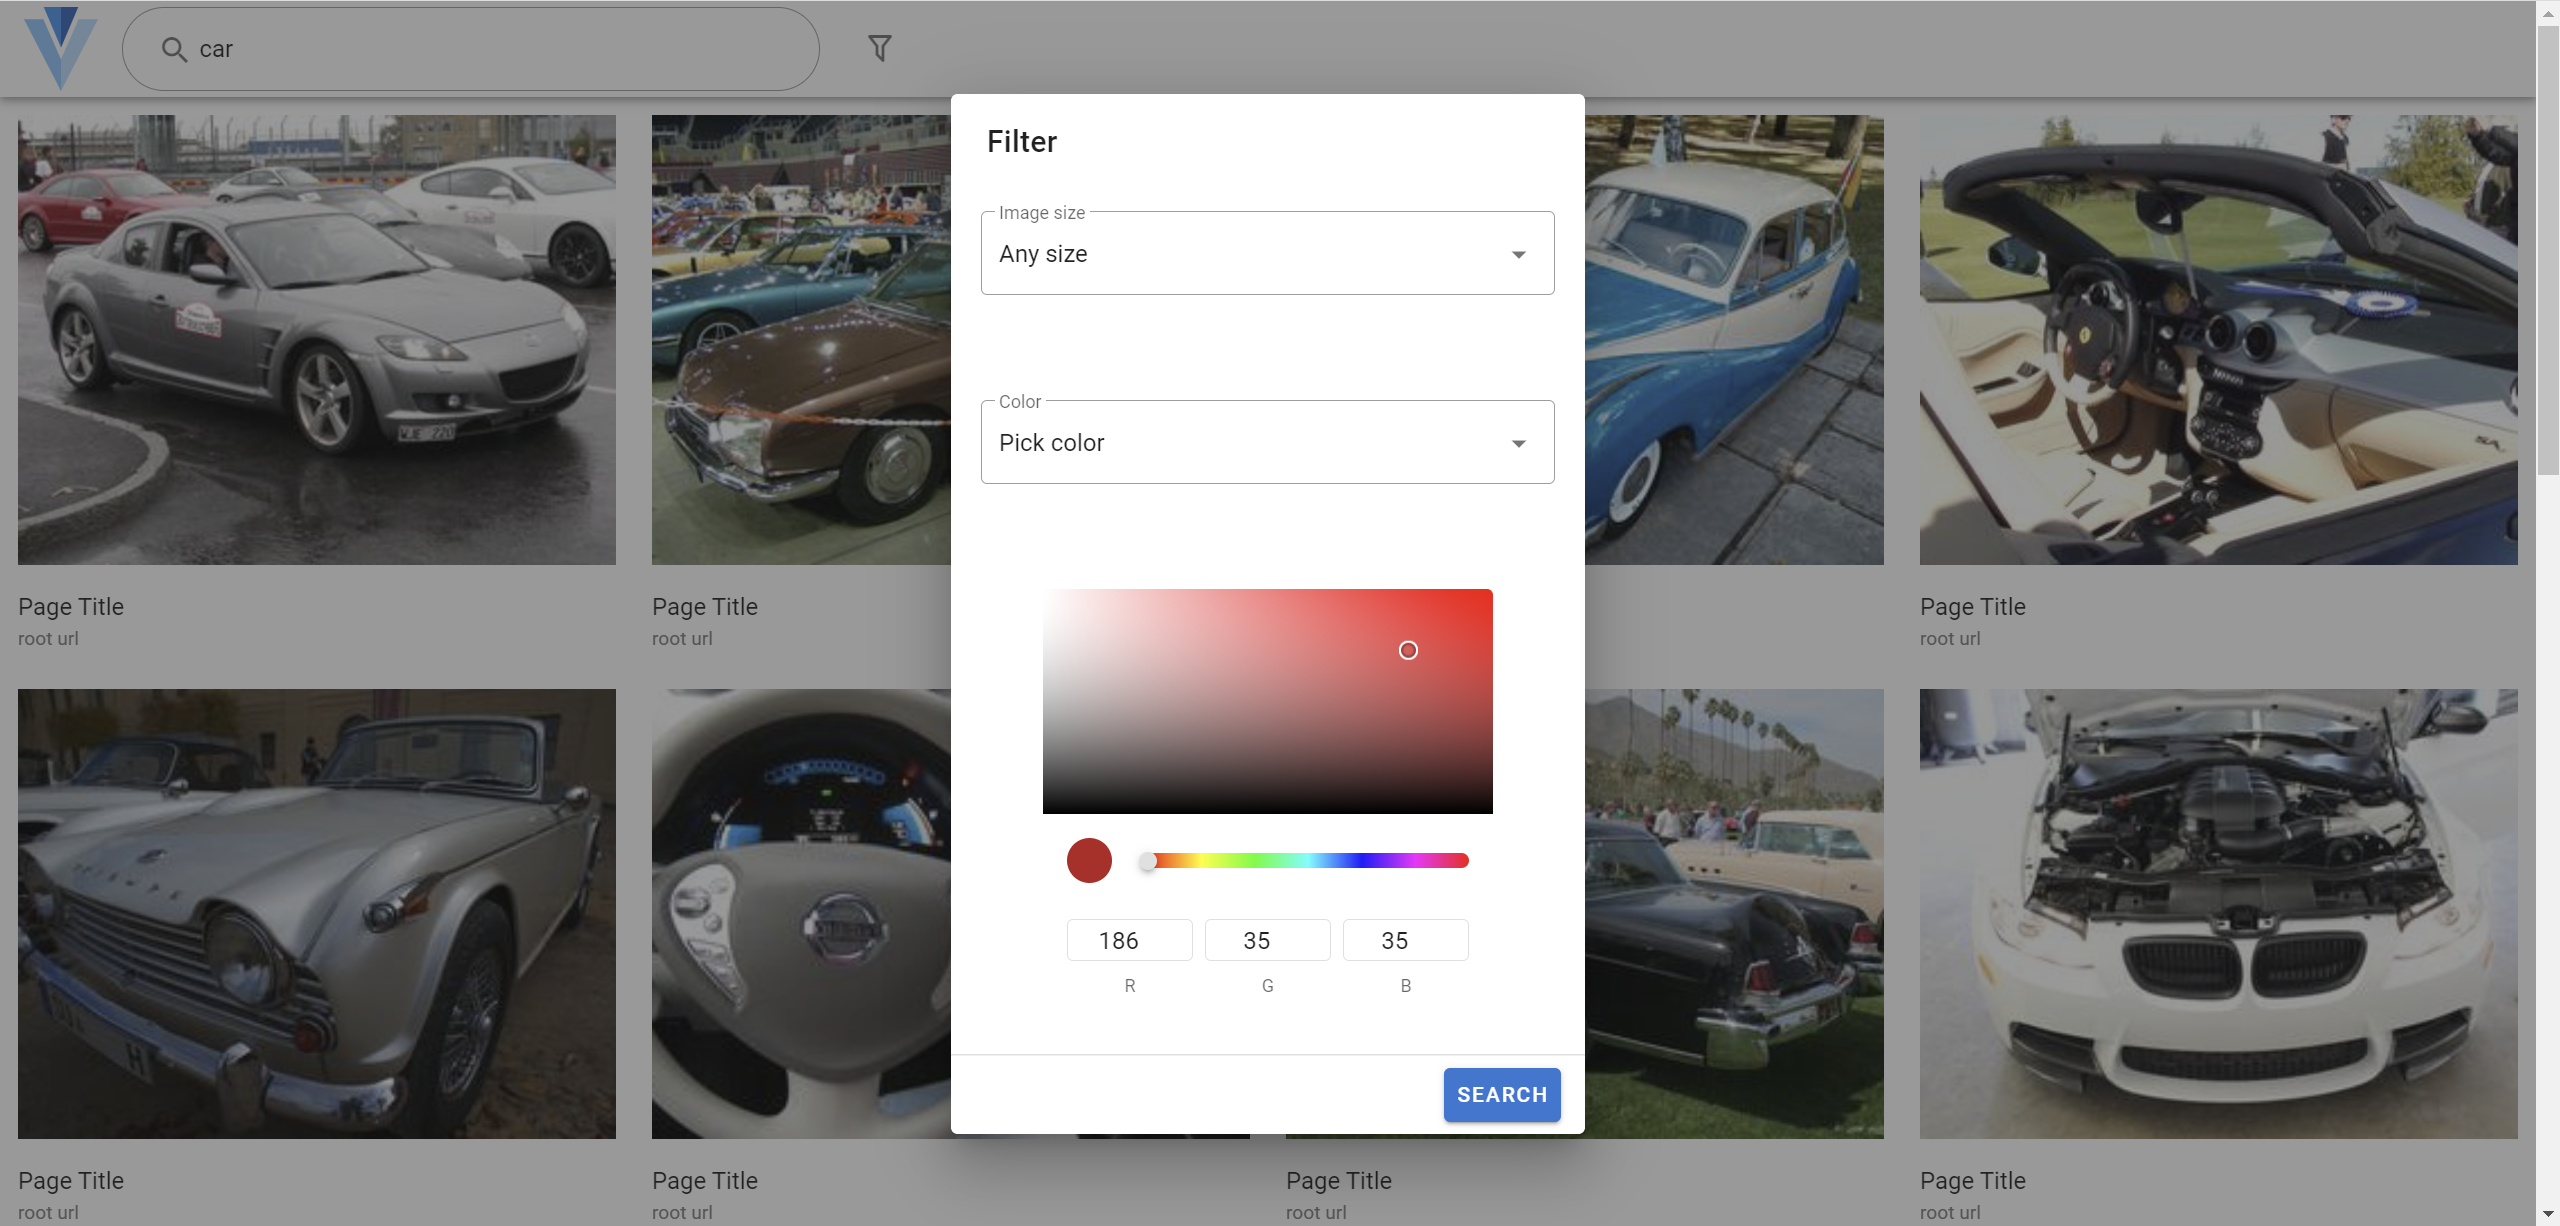 car
Filter
Image size
Any size
Color
Pick color
Page Title
root url
Page Title
root url
Page Title
root url
186
35
35
R
G
B
SEARCH
Page Title
root url
Page Title
root url
Page Title
root url
Page Title
root url